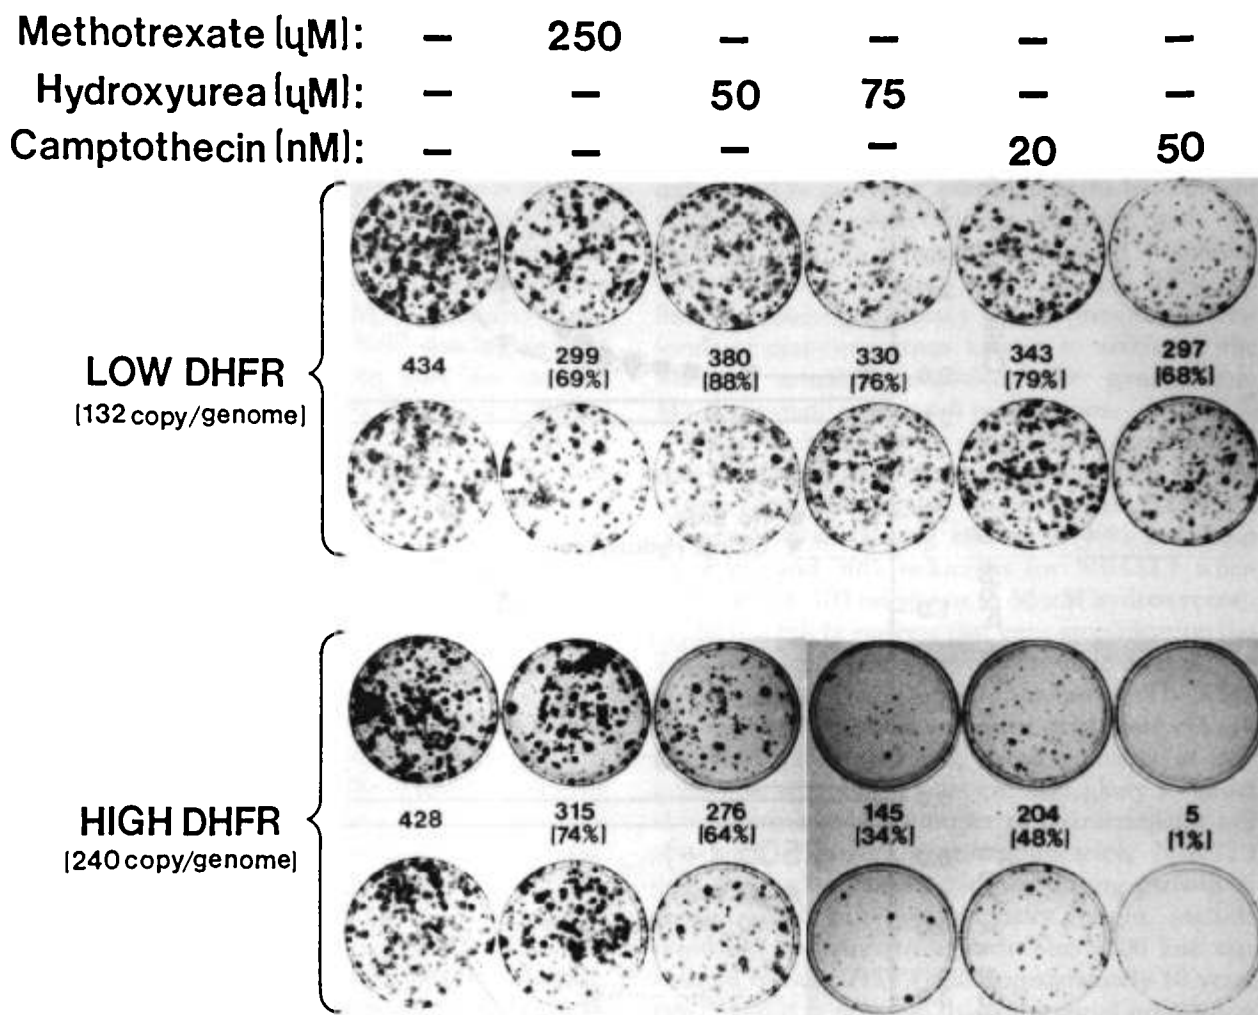 Methotrexate (ɥM): – 250 – – – –
Hydroxyurea (ɥM): – – 50 75 – –
Camptothecin (nM): – – – – 20 50
434 299 380 330 343 297
(69%) (88%) (76%) (79%) (68%)
LOW DHFR
(132 copy/genome)
428 315 276 145 204 5
(74%) (64%) (34%) (48%) (1%)
HIGH DHFR
(240 copy/genome)